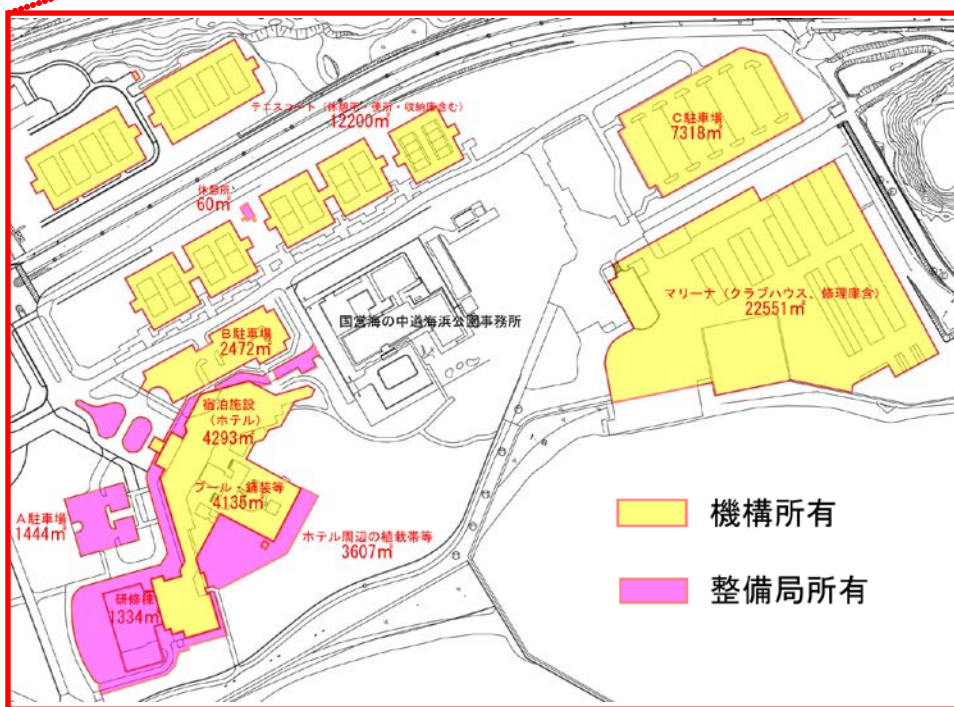 テニスコート（休憩所・便所・収納庫含む）
12200㎡
C駐車場
7318㎡
休憩所
60㎡
マリーナ（クラブハウス、修理庫含）
22551㎡
国営海の中道海浜公園事務所
B駐車場
2472㎡
宿泊施設
（ホテル）
4293㎡
プール・舗装等
4135㎡
A駐車場
1444㎡
ホテル周辺の植栽帯等
3607㎡
研修棟
1334㎡
機構所有
整備局所有